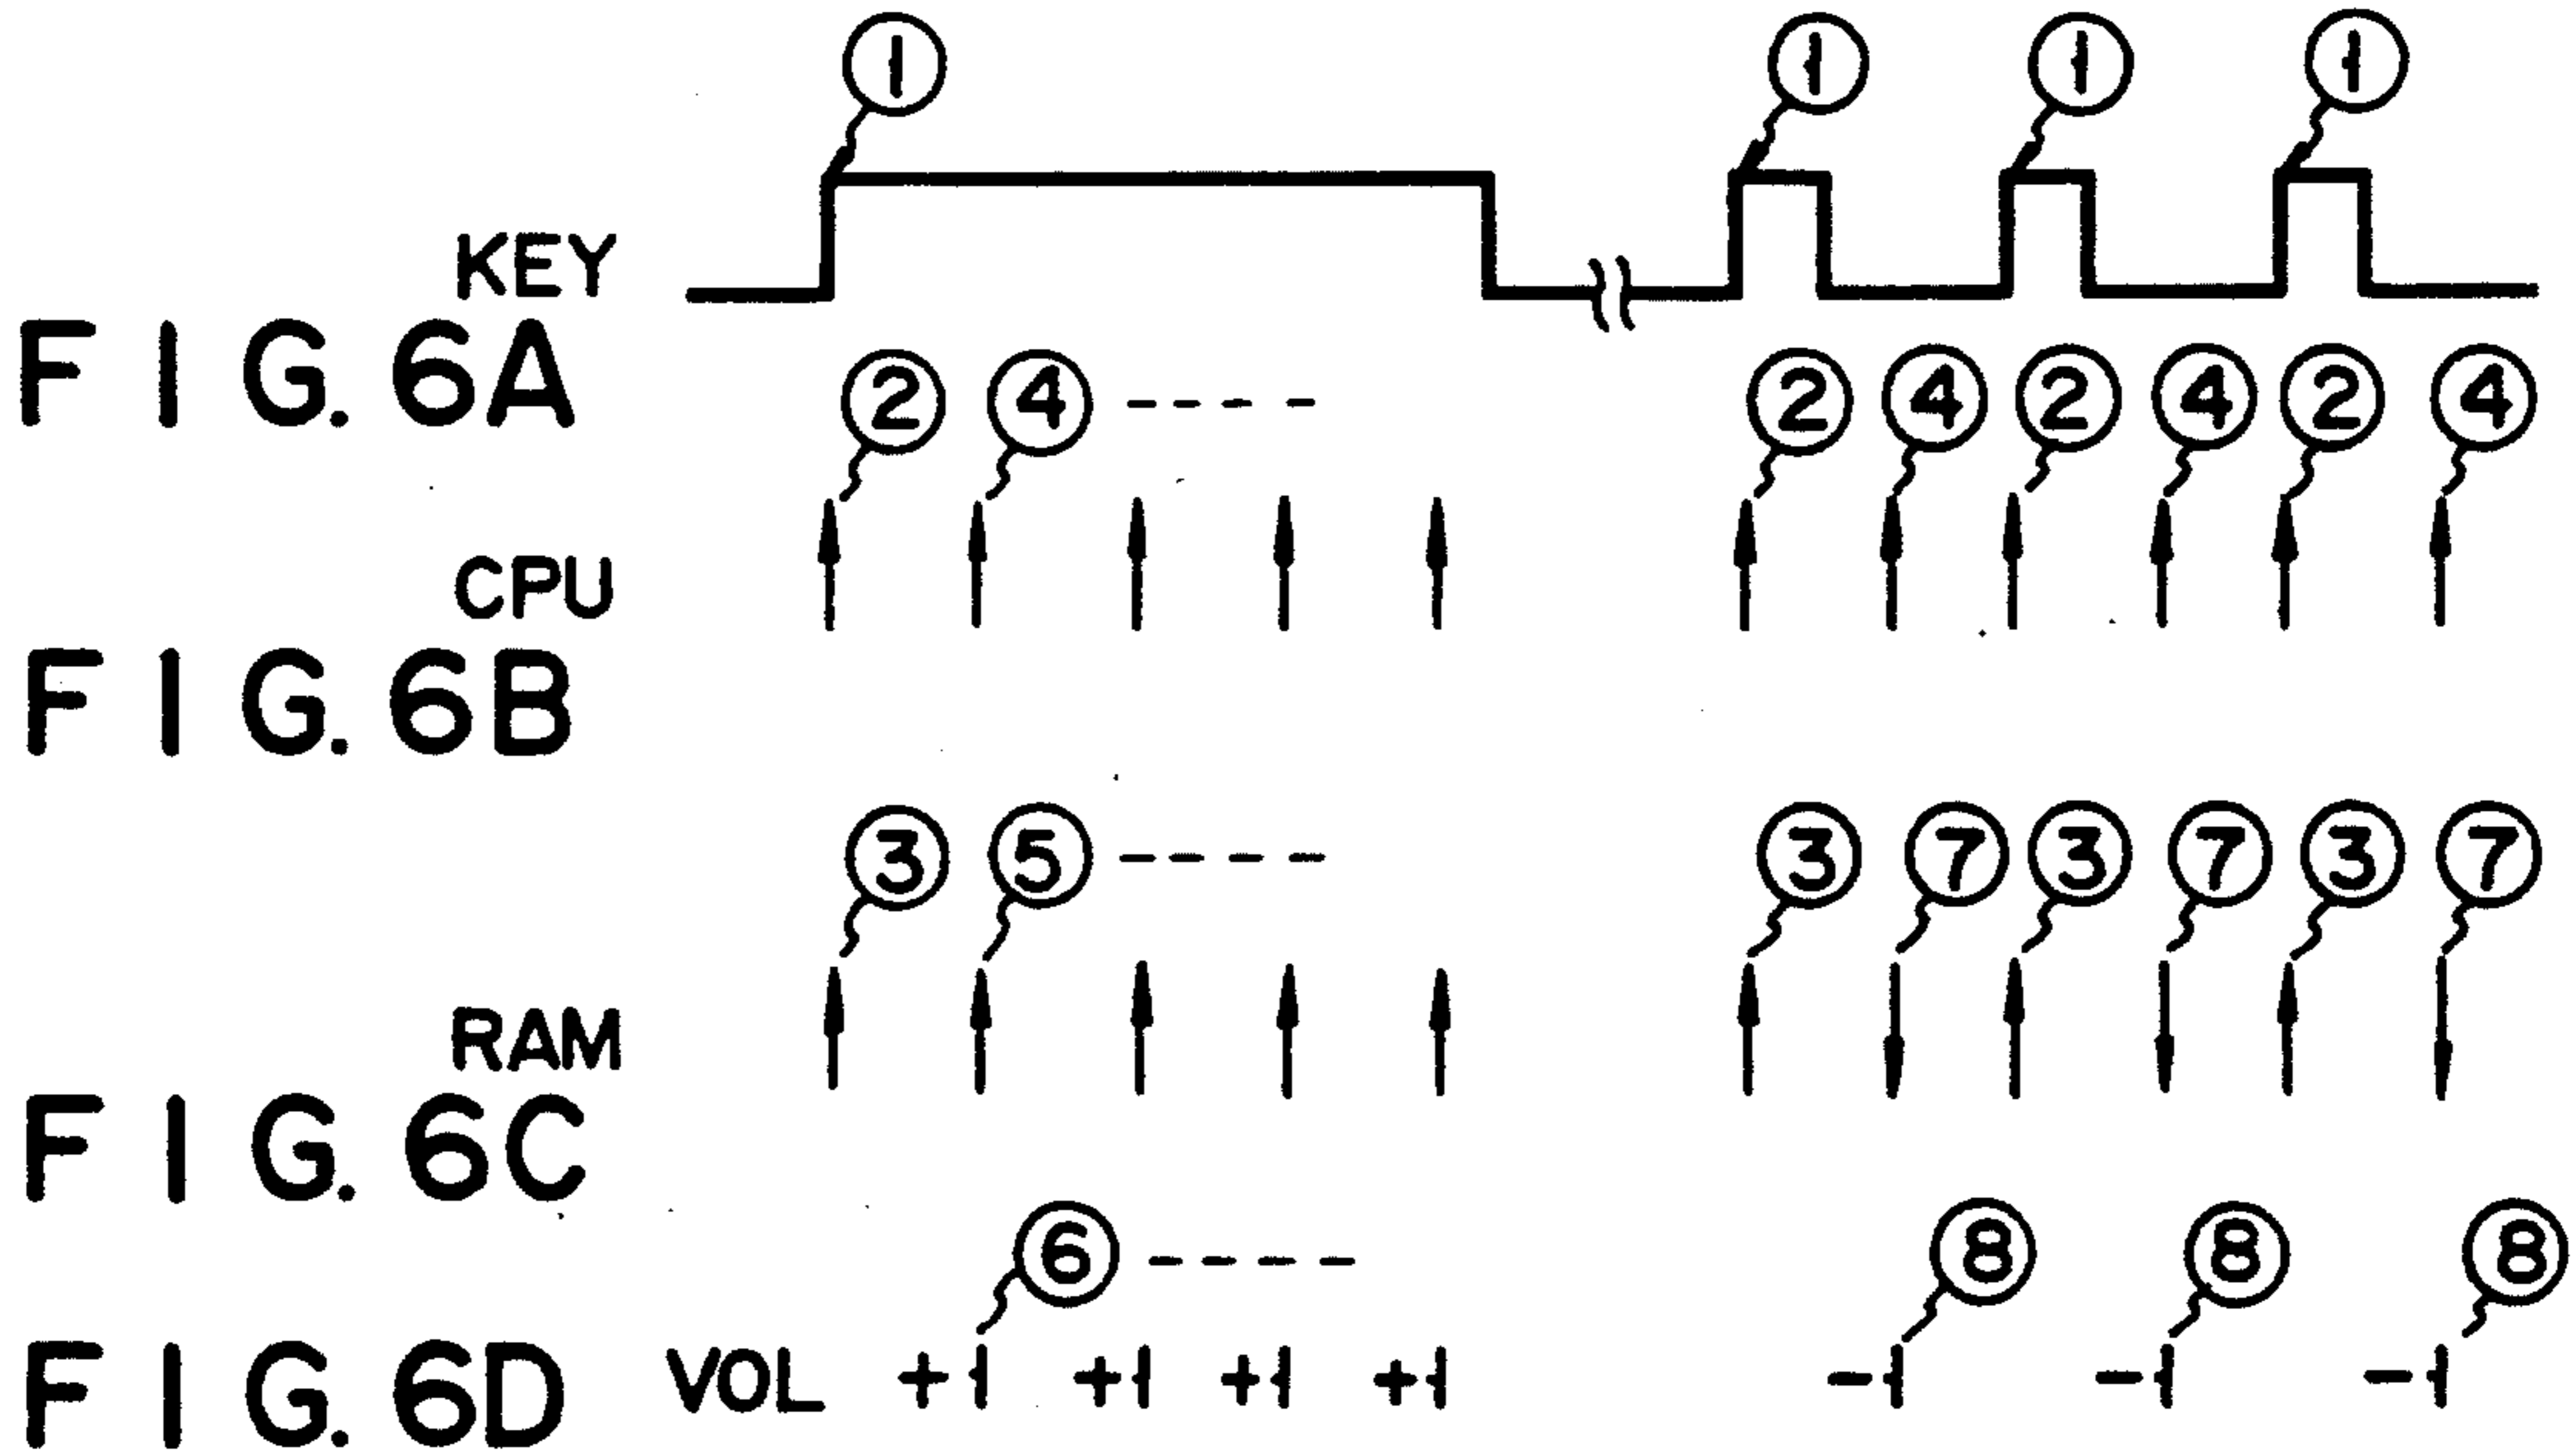 ① ① ① ①
KEY
FIG. 6A
② ④ ---- ② ④ ② ④ ② ④
CPU
FIG. 6B
③ ⑤ ---- ③ ⑦ ③ ⑦ ③ ⑦
RAM
FIG. 6C
⑥ ---- ⑧ ⑧ ⑧
FIG. 6D VOL +1 +1 +1 +1 -1 -1 -1